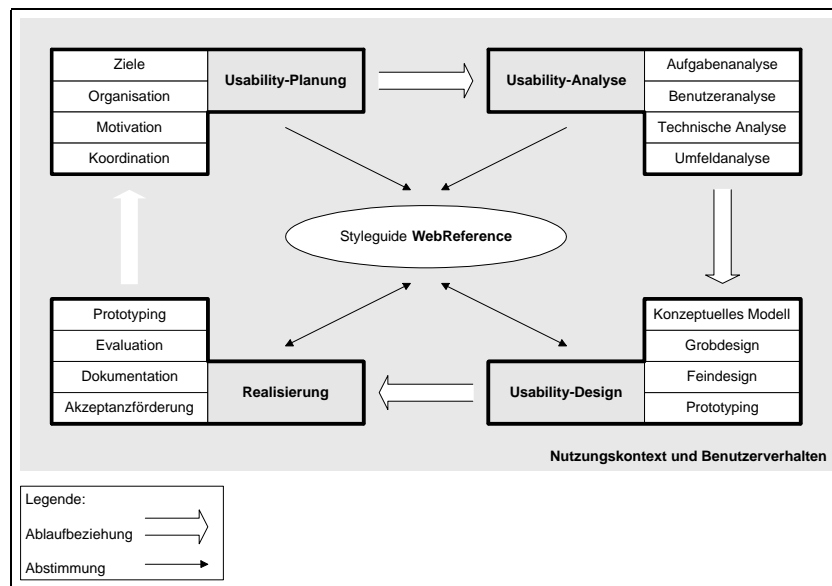 Ziele
Organisation
Motivation
Koordination
Usability-Planung
Usability-Analyse
Aufgabenanalyse
Benutzeranalyse
Technische Analyse
Umfeldanalyse
Styleguide WebReference
Prototyping
Evaluation
Dokumentation
Akzeptanzförderung
Realisierung
Usability-Design
Konzeptuelles Modell
Grobdesign
Feindesign
Prototyping
Nutzungskontext und Benutzerverhalten
Legende:
Ablaufbeziehung
Abstimmung